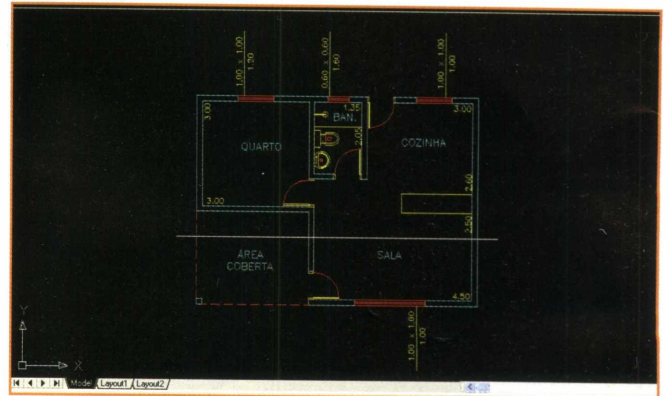 1.00 x 1.00
1.20
0.60 x 0.60
1.60
1.00 x 1.00
1.00
3.00
1.35
3.00
BAN.
QUARTO
2.05
COZINHA
2.60
3.00
2.50
ÁREA
COBERTA
SALA
4.50
1.00 x 1.00
1.00
Y
X
Model Layout1 Layout2